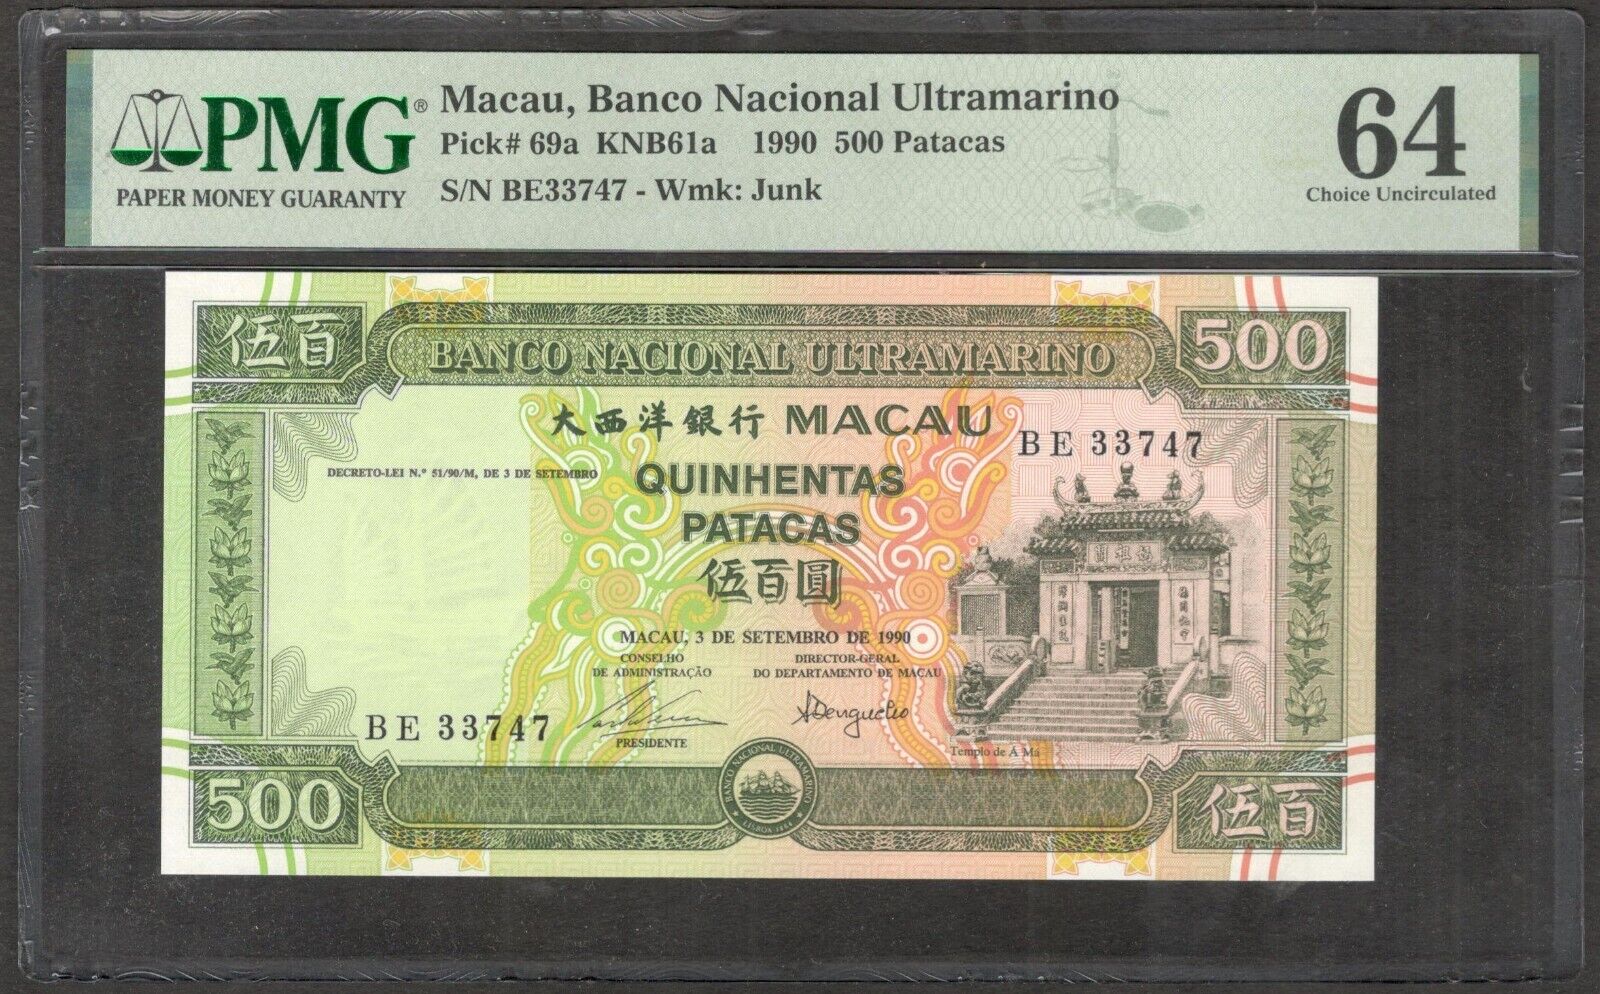 PMG®
PAPER MONEY GUARANTY
Macau, Banco Nacional Ultramarino
Pick# 69a KNB61a 1990 500 Patacas
S/N BE33747 - Wmk: Junk
64
Choice Uncirculated
伍百
BANCO NACIONAL ULTRAMARINO
500
大西洋銀行 MACAU
BE 33747
DECRETO-LEI N.º 51/90/M, DE 3 DE SETEMBRO
QUINHENTAS
PATACAS
伍百圓
MACAU, 3 DE SETEMBRO DE 1990
CONSELHO
DE ADMINISTRAÇÃO
DIRECTOR-GERAL
DO DEPARTAMENTO DE MACAU
BE 33747
PRESIDENTE
Templo de Á Má
500
BANCO NACIONAL ULTRAMARINO
LISBOA 1864
伍百